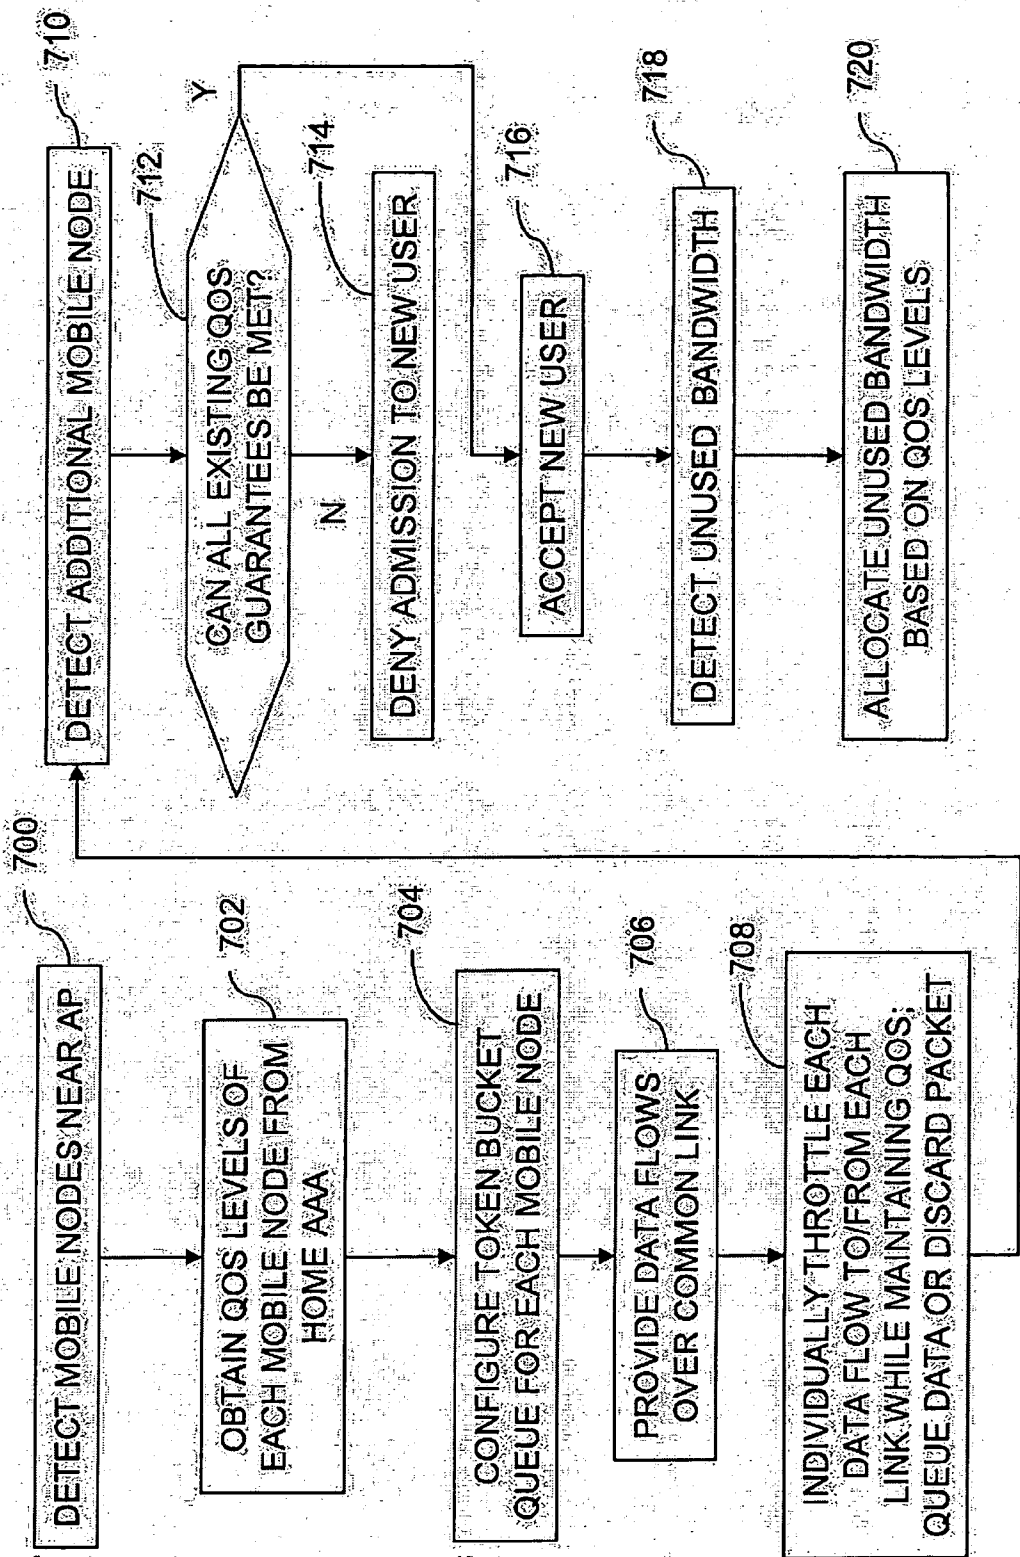 700
DETECT MOBILE NODES NEAR AP
702
OBTAIN QOS LEVELS OF
EACH MOBILE NODE FROM
HOME AAA
704
CONFIGURE TOKEN BUCKET
QUEUE FOR EACH MOBILE NODE
706
PROVIDE DATA FLOWS
OVER COMMON LINK
708
INDIVIDUALLY THROTTLE EACH
DATA FLOW TO/FROM EACH
LINK WHILE MAINTAINING QOS;
QUEUE DATA OR DISCARD PACKET
710
DETECT ADDITIONAL MOBILE NODE
712
CAN ALL EXISTING QOS
GUARANTEES BE MET?
Y
N
714
DENY ADMISSION TO NEW USER
716
ACCEPT NEW USER
718
DETECT UNUSED BANDWIDTH
720
ALLOCATE UNUSED BANDWIDTH
BASED ON QOS LEVELS